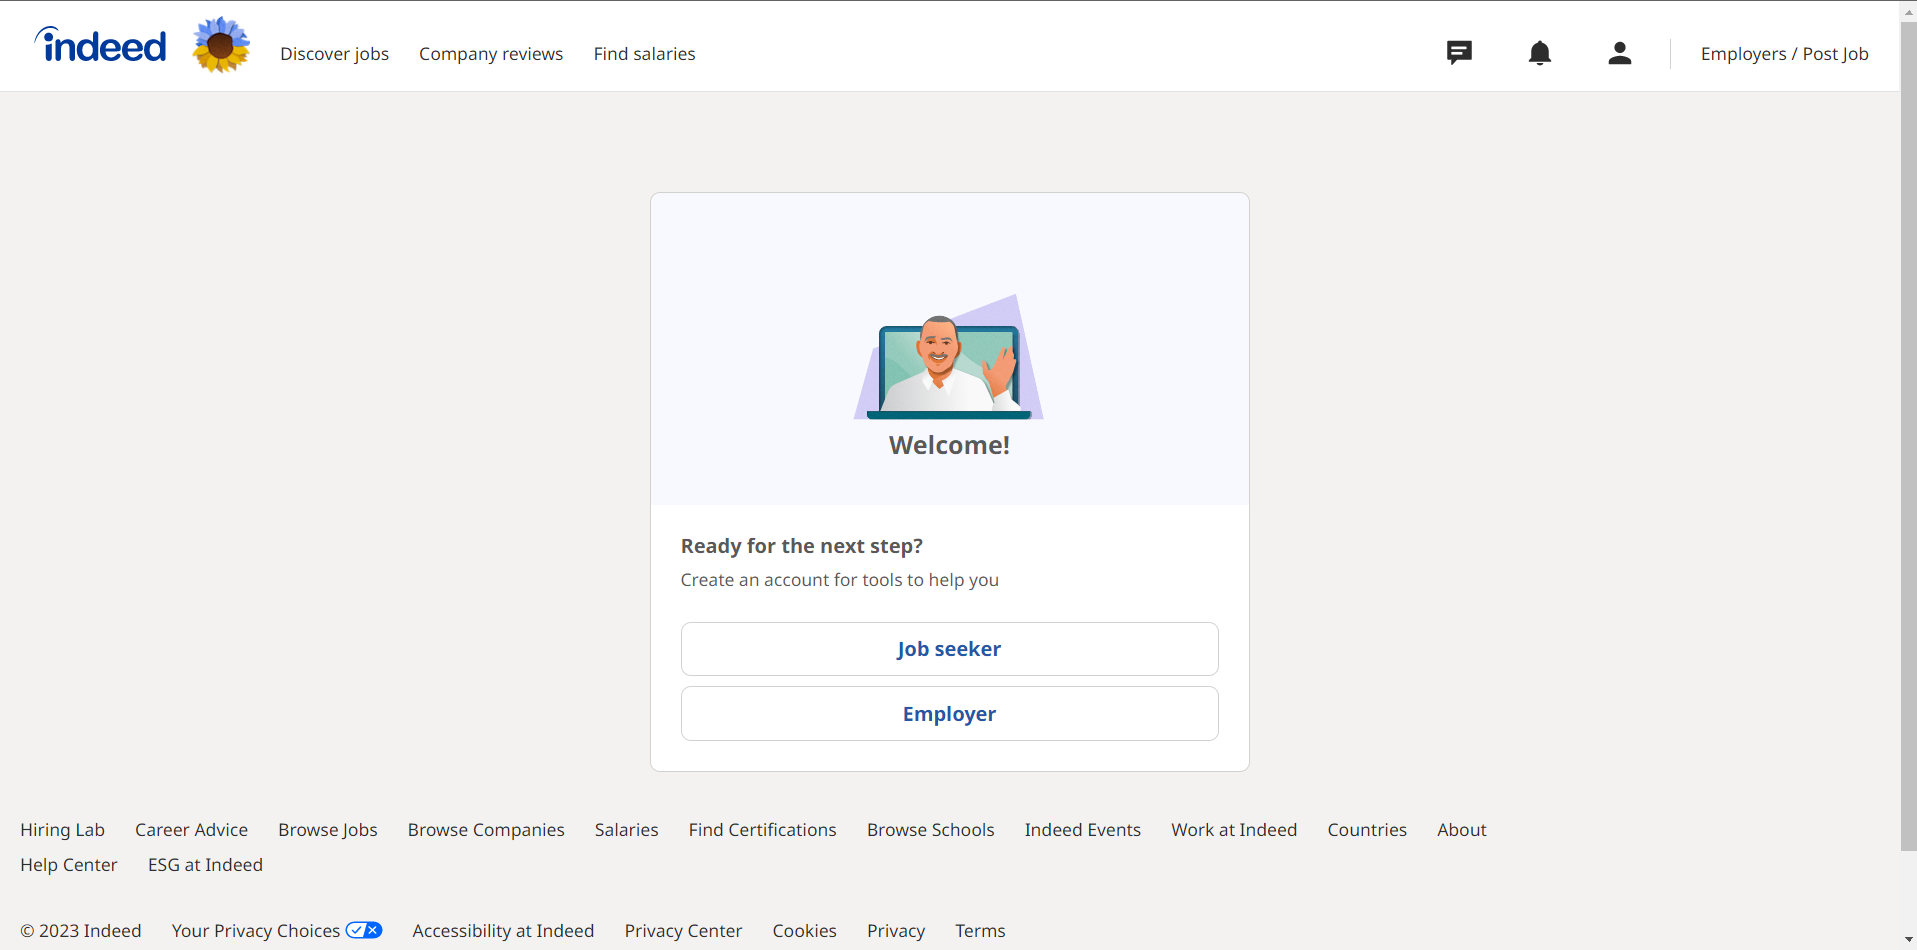 indeed Discover jobs Company reviews Find salaries Employers / Post Job
Welcome!
Ready for the next step?
Create an account for tools to help you
Job seeker
Employer
Hiring Lab Career Advice Browse Jobs Browse Companies Salaries Find Certifications Browse Schools Indeed Events Work at Indeed Countries About
Help Center ESG at Indeed
© 2023 Indeed Your Privacy Choices Accessibility at Indeed Privacy Center Cookies Privacy Terms